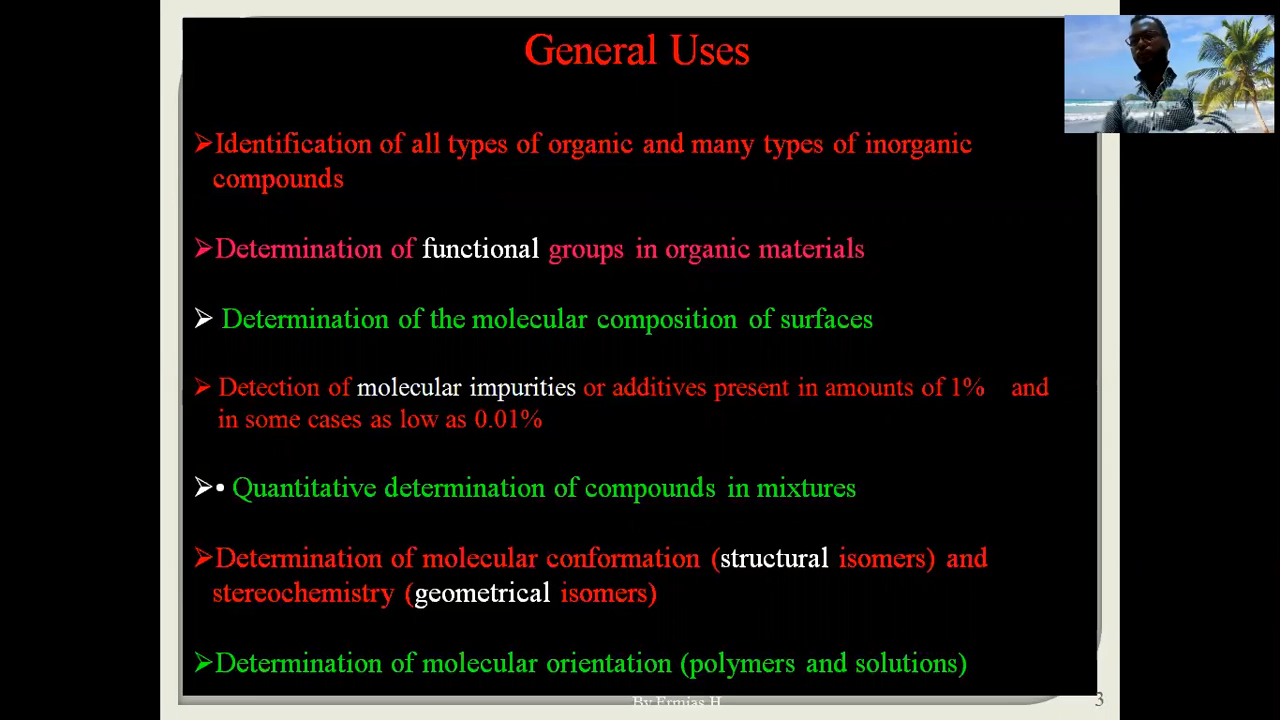 General Uses
➢Identification of all types of organic and many types of inorganic
compounds
➢Determination of functional groups in organic materials
➢ Determination of the molecular composition of surfaces
➢ Detection of molecular impurities or additives present in amounts of 1% and
in some cases as low as 0.01%
➢• Quantitative determination of compounds in mixtures
➢Determination of molecular conformation (structural isomers) and
stereochemistry (geometrical isomers)
➢Determination of molecular orientation (polymers and solutions)
By Ermias H
3